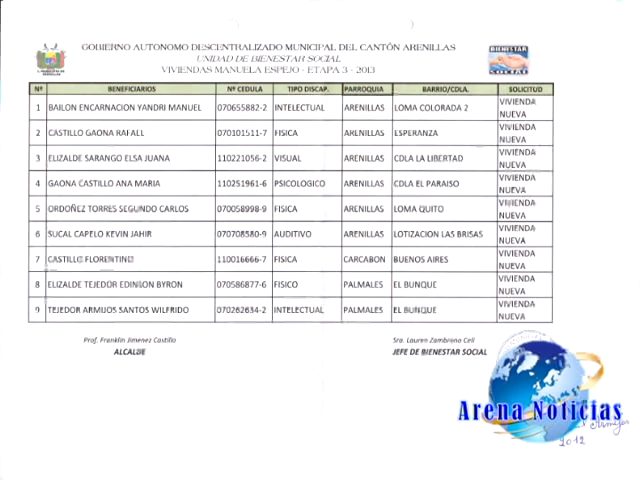 GOBIERNO AUTONOMO DESCENTRALIZADO MUNICIPAL DEL CANTÓN ARENILLAS
UNIDAD DE BIENESTAR SOCIAL
VIVIENDAS MANUELA ESPEJO - ETAPA 3 - 2013
BIENESTAR
SOCIAL
Nº BENEFICIARIOS Nº CEDULA TIPO DISCAP. PARROQUIA BARRIO/CDLA. SOLICITUD
1 BAILON ENCARNACION YANDRI MANUEL 070655882-2 INTELECTUAL ARENILLAS LOMA COLORADA 2 VIVIENDA NUEVA
2 CASTILLO GAONA RAFAEL 070101511-7 FISICA ARENILLAS ESPERANZA VIVIENDA NUEVA
3 ELIZALDE SARANGO ELSA JUANA 110221056-2 VISUAL ARENILLAS CDLA LA LIBERTAD VIVIENDA NUEVA
4 GAONA CASTILLO ANA MARIA 110251961-6 PSICOLOGICO ARENILLAS CDLA EL PARAISO VIVIENDA NUEVA
5 ORDOÑEZ TORRES SEGUNDO CARLOS 070058998-9 FISICA ARENILLAS LOMA QUITO VIVIENDA NUEVA
6 SUCAL CAPELO KEVIN JAHIR 070708580-9 AUDITIVO ARENILLAS LOTIZACION LAS BRISAS VIVIENDA NUEVA
7 CASTILLO FLORENTINO 110016666-7 FISICA CARCABON BUENOS AIRES VIVIENDA NUEVA
8 ELIZALDE TEJEDOR EDINSON BYRON 070586877-6 FISICO PALMALES EL BUNQUE VIVIENDA NUEVA
9 TEJEDOR ARMIJOS SANTOS WILFRIDO 070262634-2 INTELECTUAL PALMALES EL BUNQUE VIVIENDA NUEVA
Prof. Franklin Jimenez Castillo
ALCALDE
Sra. Lauren Zambrano Celi
JEFE DE BIENESTAR SOCIAL
Arena Noticias
2012